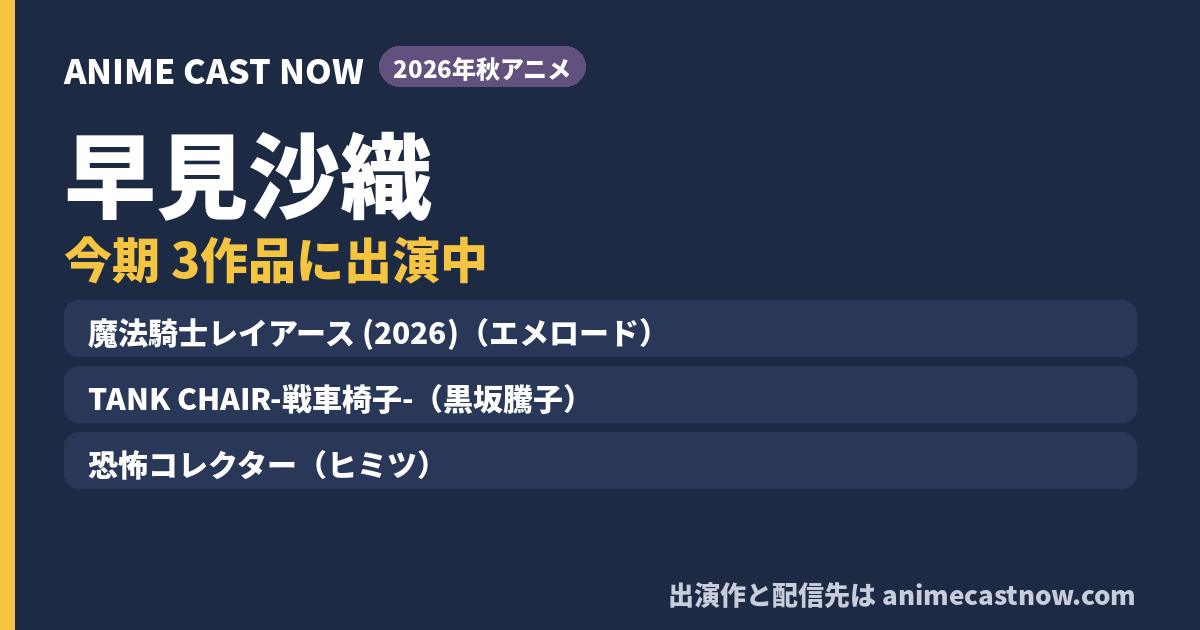 ANIME CAST NOW 2026年秋アニメ
早見沙織
今期 3作品に出演中
魔法騎士レイアース (2026)（エメロード）
TANK CHAIR-戦車椅子-（黒坂騰子）
恐怖コレクター（ヒミツ）
出演作と配信先は animecastnow.com